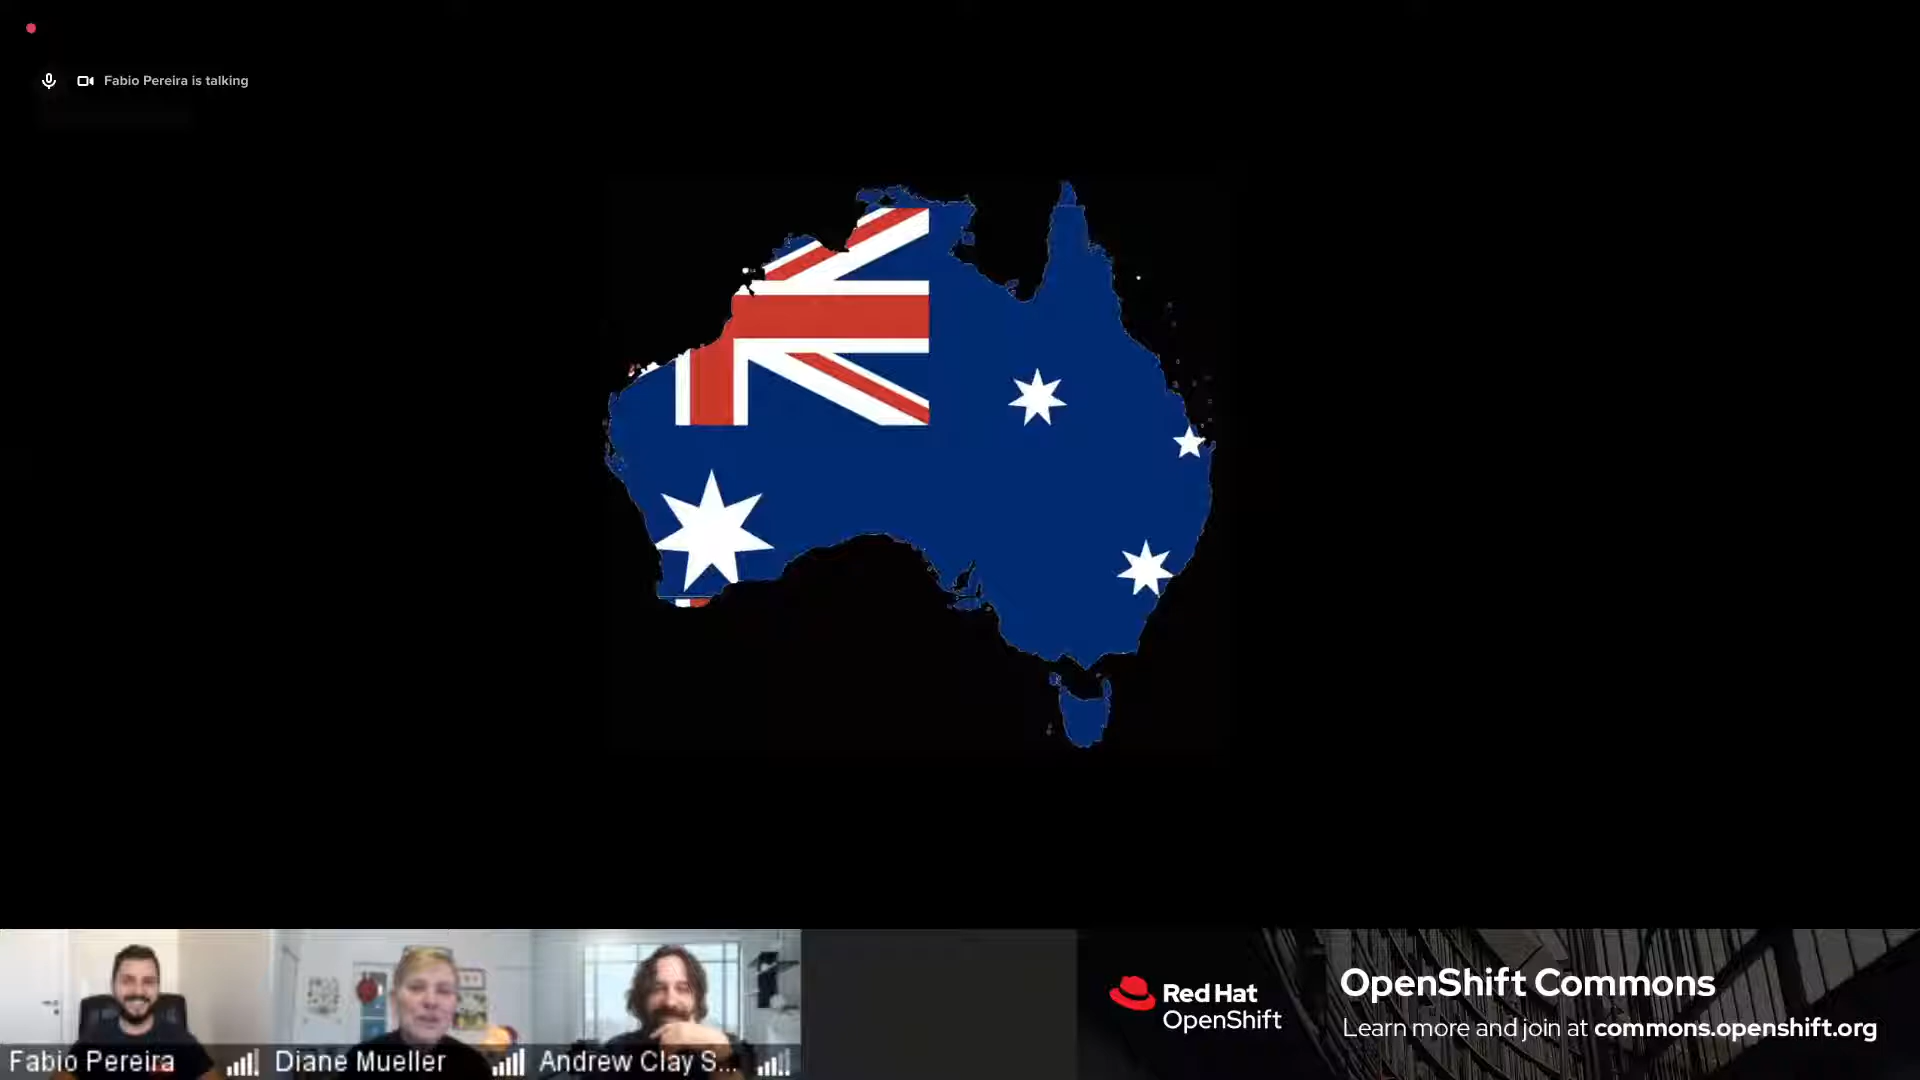 Fabio Pereira is talking
Fabio Pereira
Diane Mueller
Andrew Clay S...
Red Hat
OpenShift
OpenShift Commons
Learn more and join at commons.openshift.org